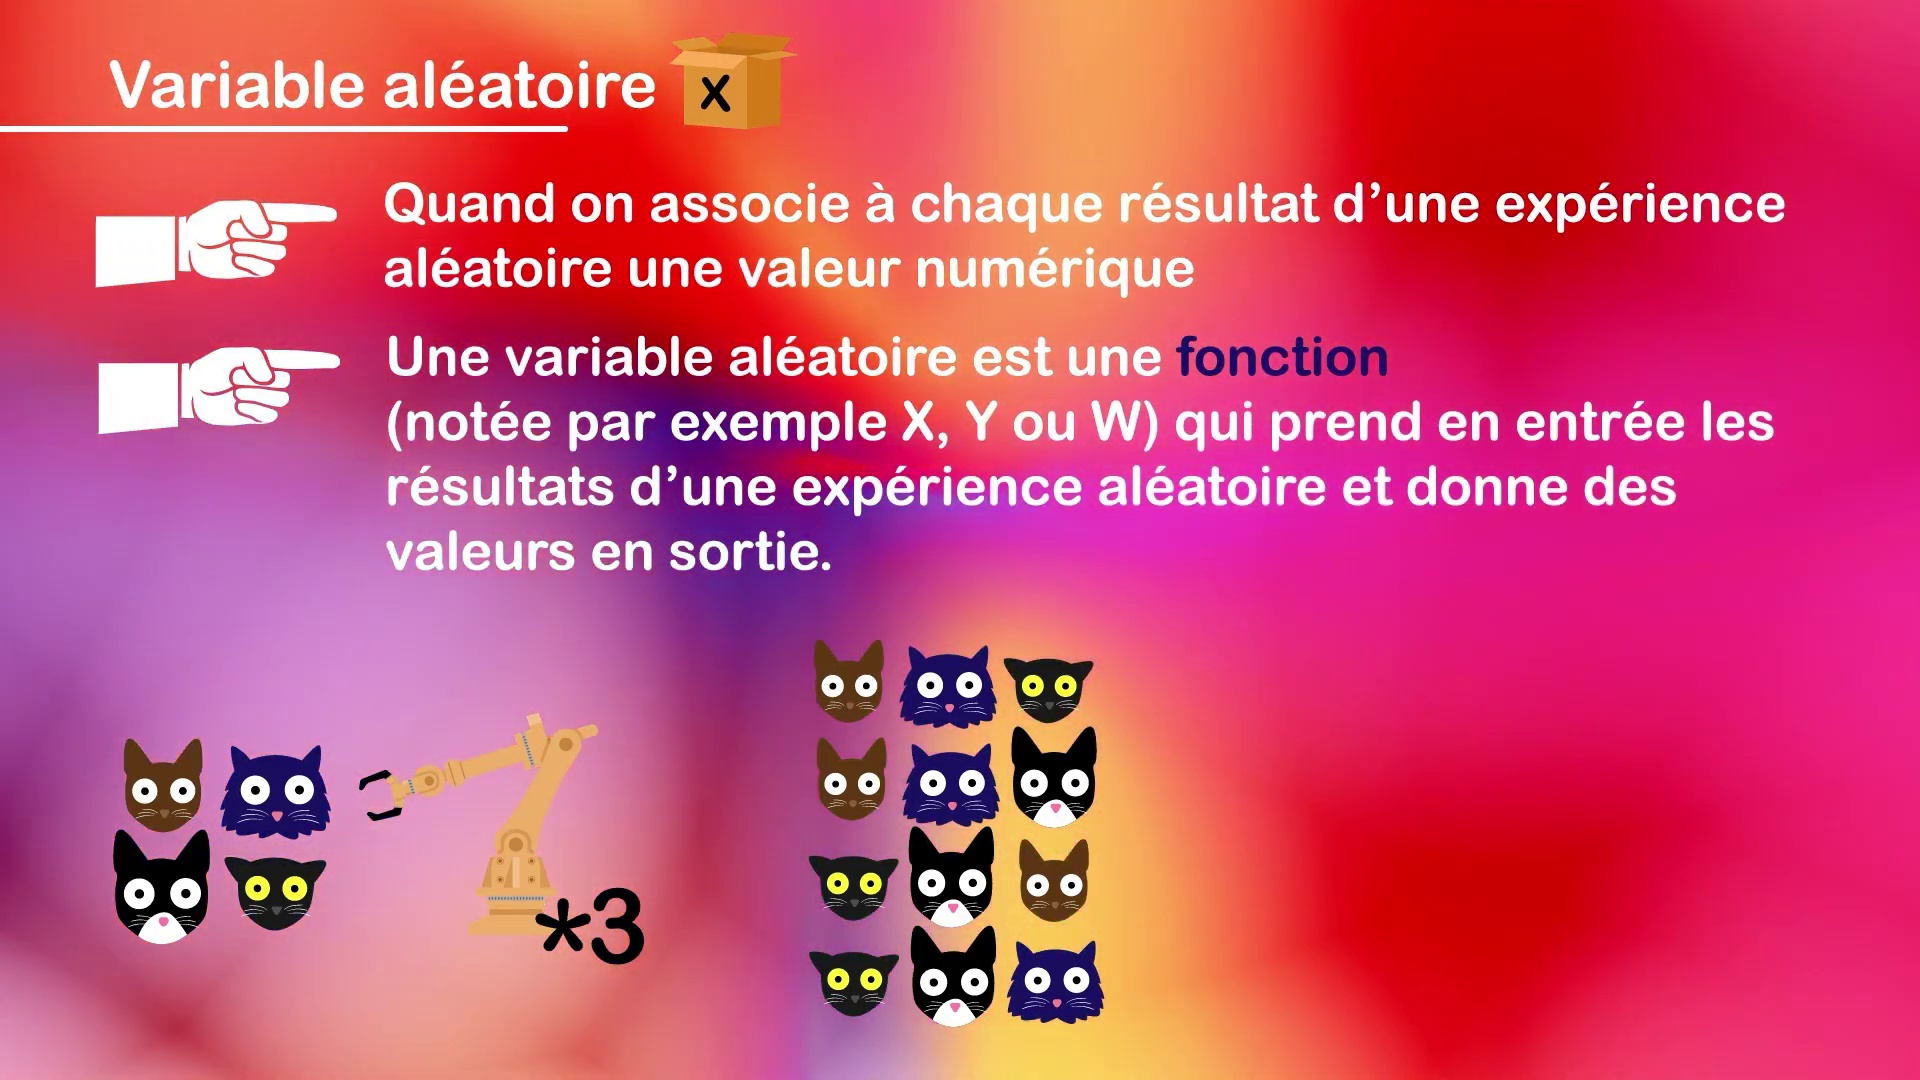 Variable aléatoire
X
Quand on associe à chaque résultat d’une expérience
aléatoire une valeur numérique
Une variable aléatoire est une fonction
(notée par exemple X, Y ou W) qui prend en entrée les
résultats d’une expérience aléatoire et donne des
valeurs en sortie.
*3